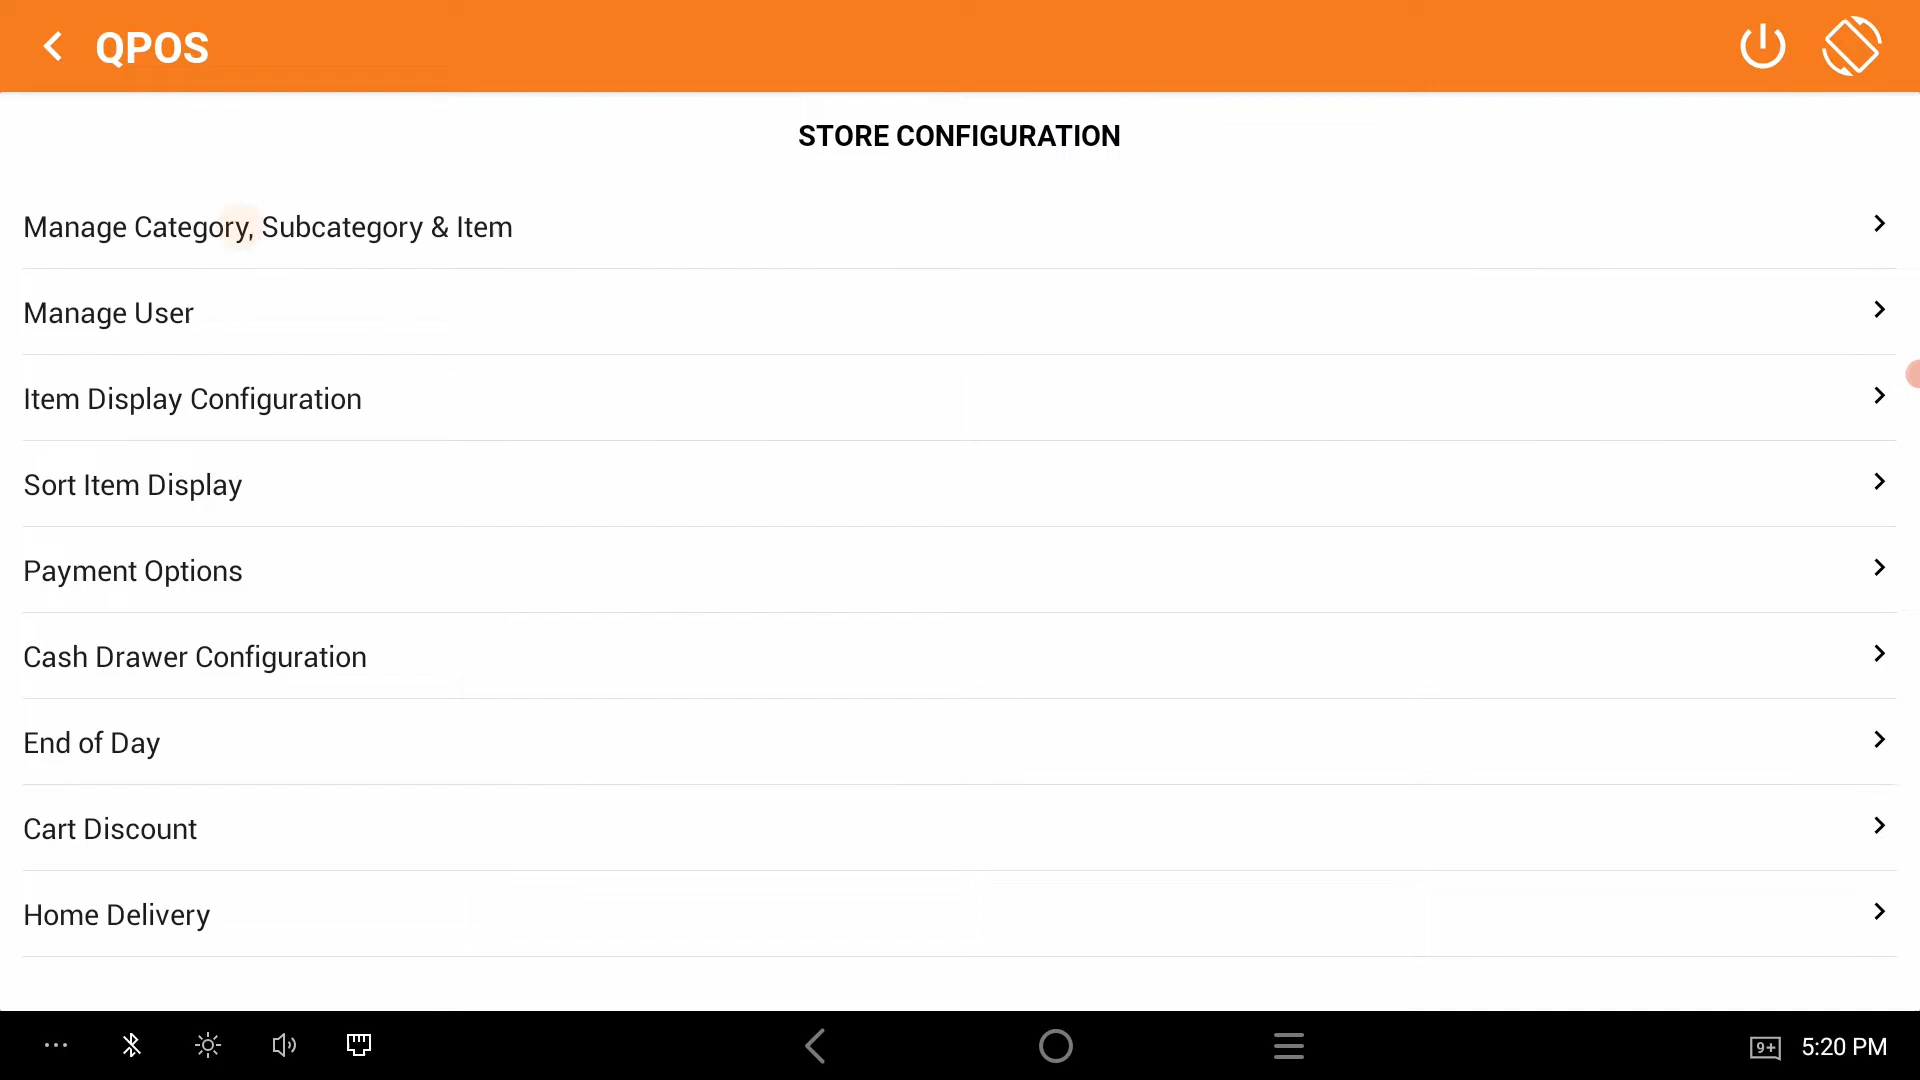 QPOS
STORE CONFIGURATION
Manage Category, Subcategory & Item
Manage User
Item Display Configuration
Sort Item Display
Payment Options
Cash Drawer Configuration
End of Day
Cart Discount
Home Delivery
9+ 5:20 PM